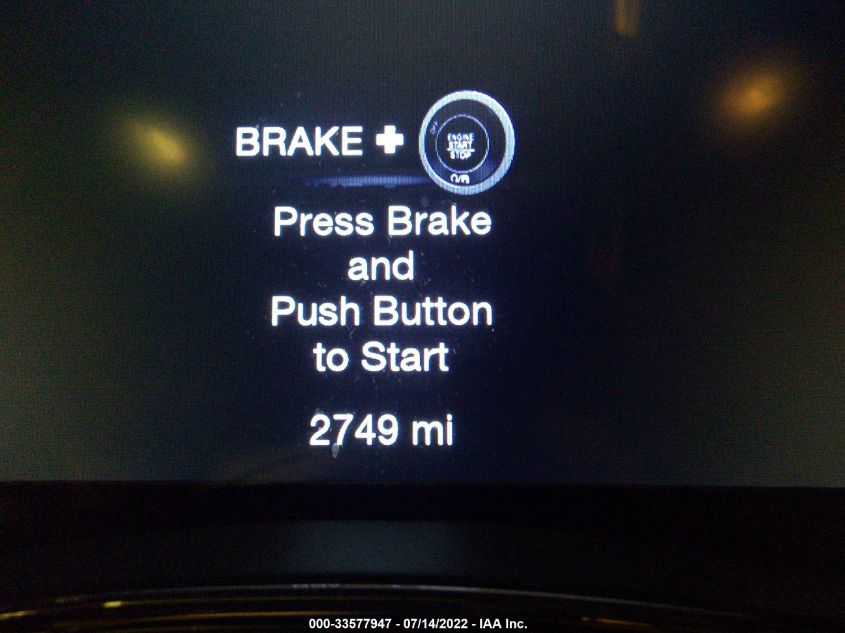 BRAKE +
OFF
ENGINE
START
STOP
Press Brake
and
Push Button
to Start
2749 mi
000-33577947 - 07/14/2022 - IAA Inc.